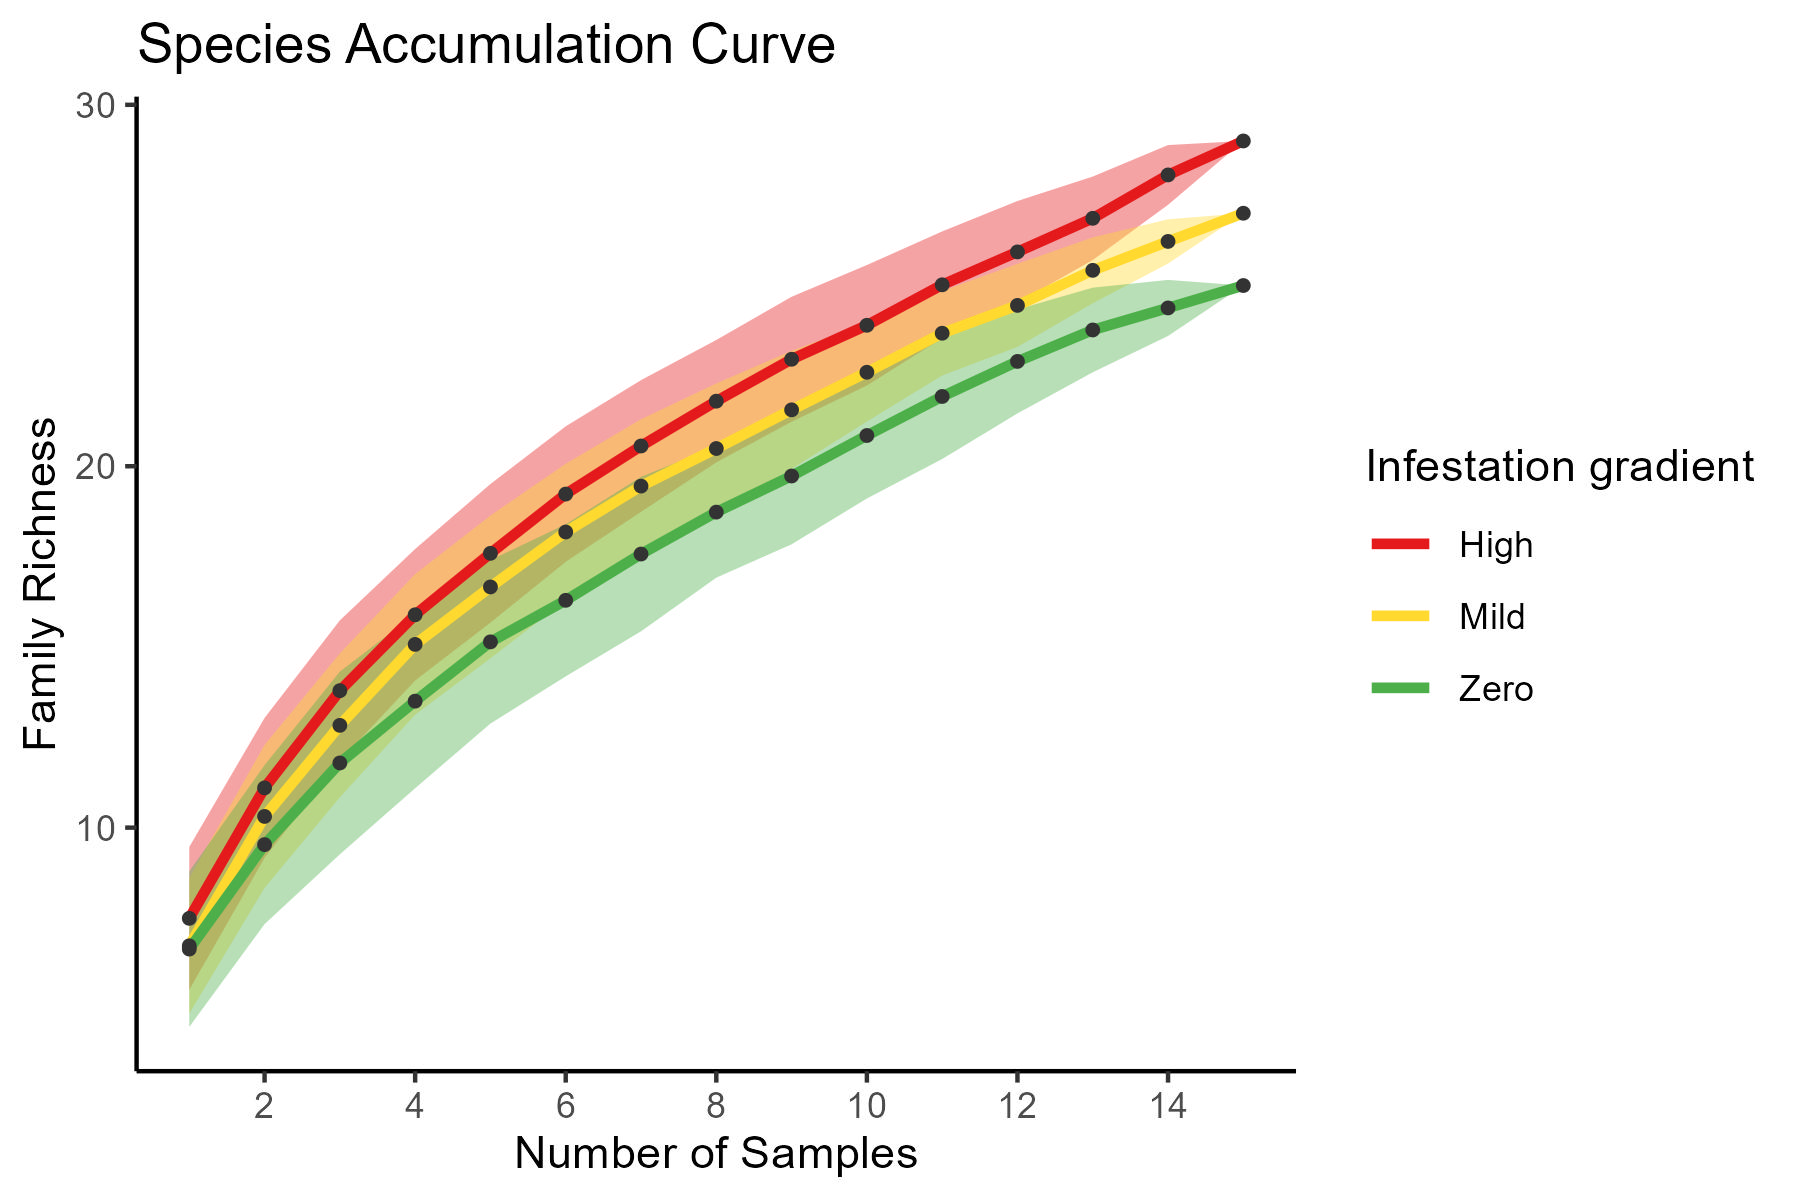 Species Accumulation Curve
30
20
10
Family Richness
2 4 6 8 10 12 14
Number of Samples
Infestation gradient
High
Mild
Zero